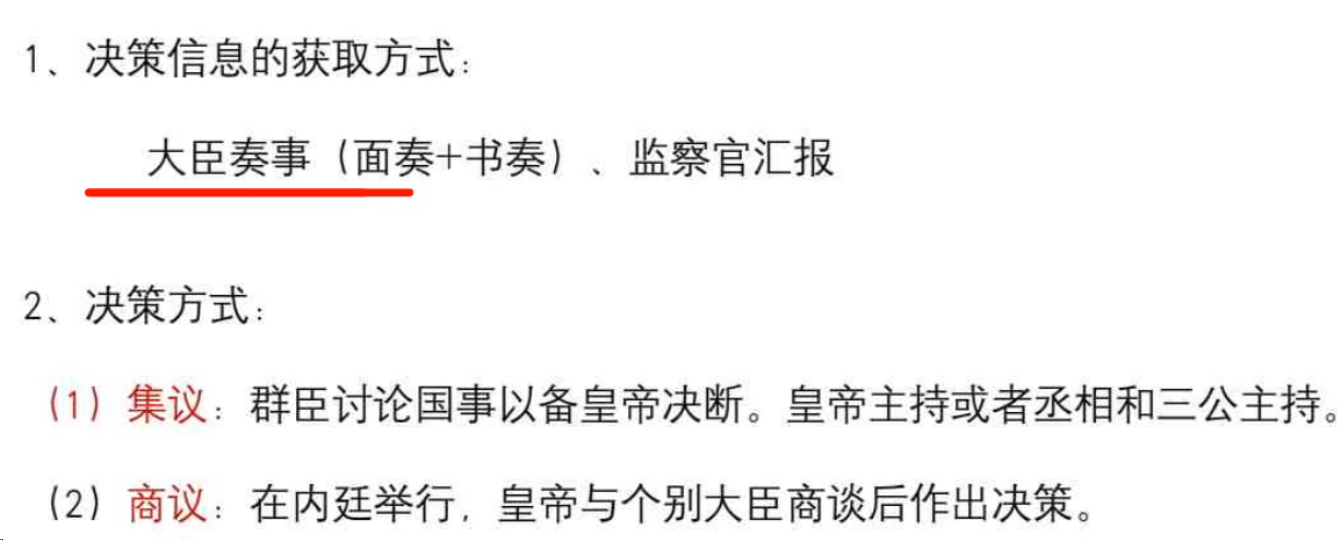 1、决策信息的获取方式：
大臣奏事（面奏+书奏）、监察官汇报
2、决策方式：
（1）集议：群臣讨论国事以备皇帝决断。皇帝主持或者丞相和三公主持。
（2）商议：在内廷举行，皇帝与个别大臣商谈后作出决策。